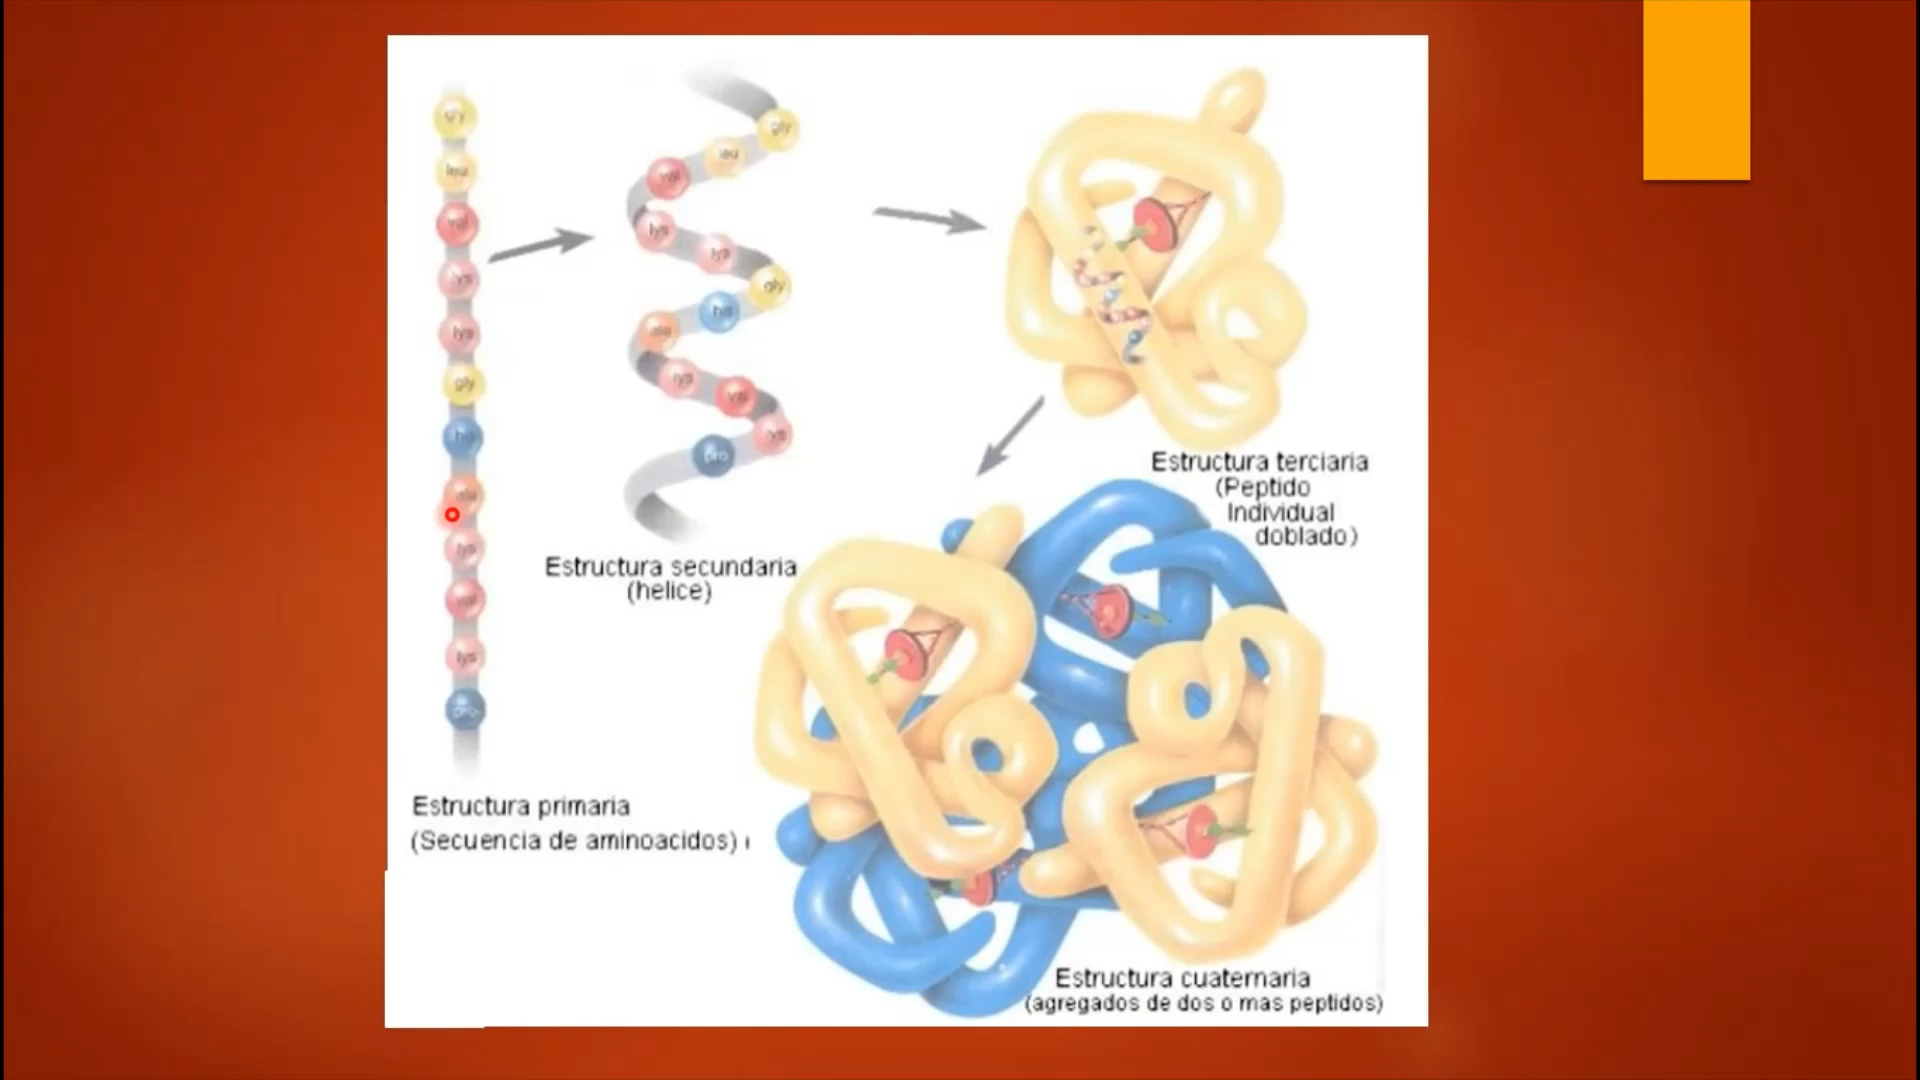 gly
leu
val
lys
lys
gly
ala
lys
val
lys
pro
gly
leu
val
lys
lys
gly
ala
lys
val
lys
pro
Estructura secundaria
(helice)
Estructura terciaria
(Peptido
Individual
doblado)
Estructura primaria
(Secuencia de aminoacidos)
Estructura cuaternaria
(agregados de dos o mas peptidos)